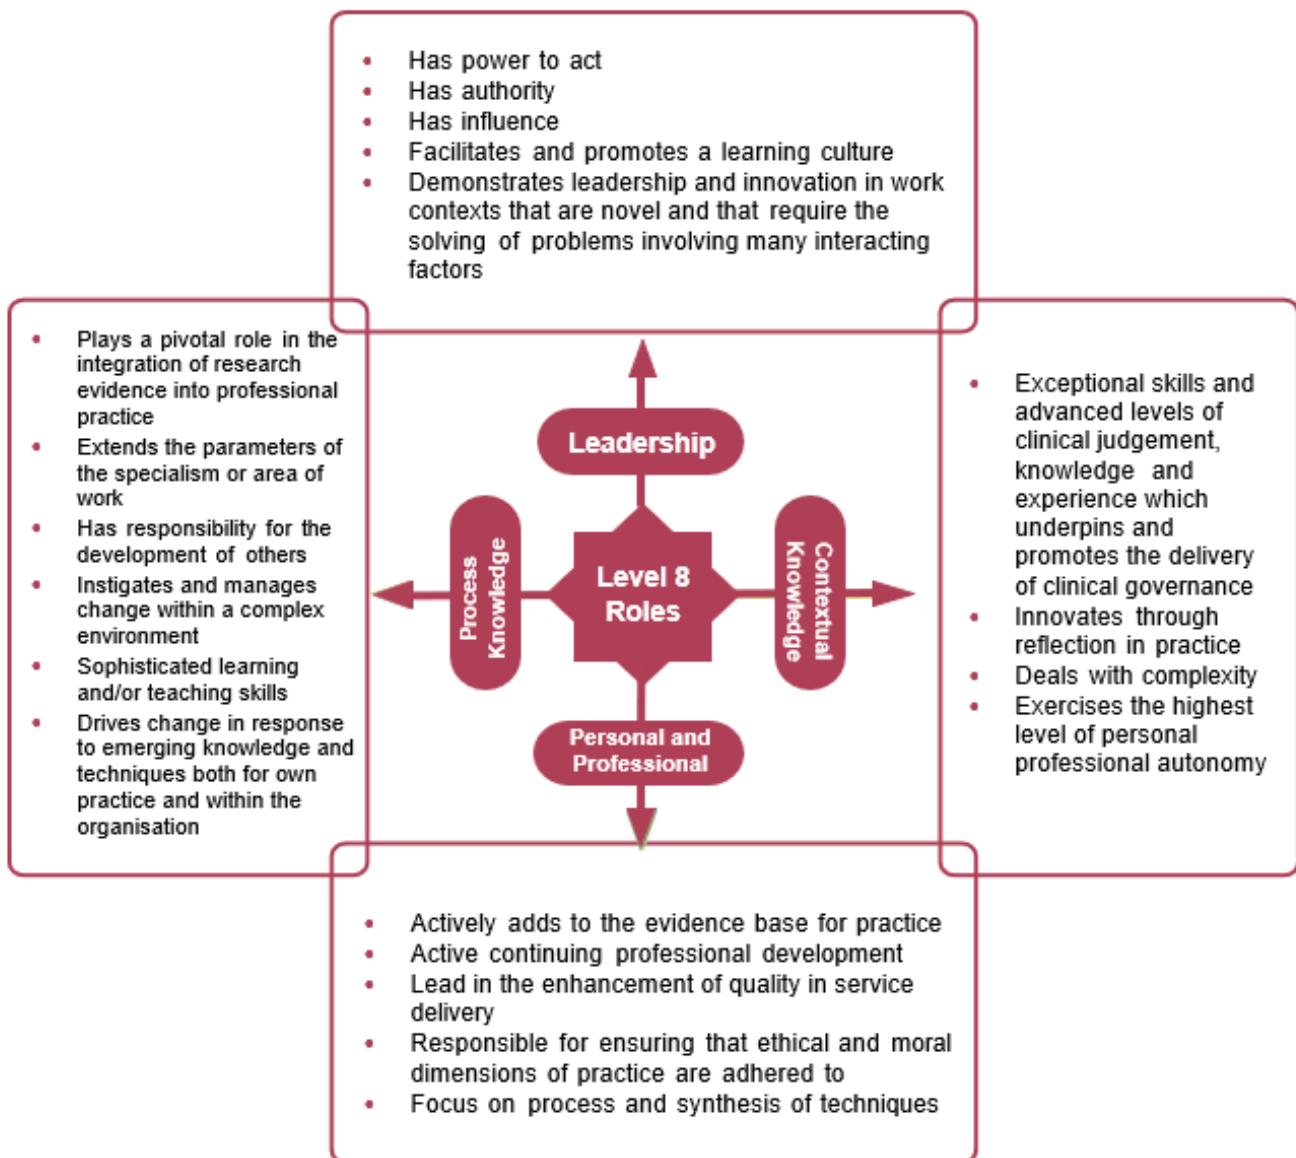 • Has power to act
• Has authority
• Has influence
• Facilitates and promotes a learning culture
• Demonstrates leadership and innovation in work
contexts that are novel and that require the
solving of problems involving many interacting
factors
• Plays a pivotal role in the
integration of research
evidence into professional
practice
• Extends the parameters of
the specialism or area of
work
• Has responsibility for the
development of others
• Instigates and manages
change within a complex
environment
• Sophisticated learning
and/or teaching skills
• Drives change in response
to emerging knowledge and
techniques both for own
practice and within the
organisation
Leadership
Process
Knowledge
Level 8
Roles
Contextual
Knowledge
Personal and
Professional
• Exceptional skills and
advanced levels of
clinical judgement,
knowledge and
experience which
underpins and
promotes the delivery
of clinical governance
• Innovates through
reflection in practice
• Deals with complexity
• Exercises the highest
level of personal
professional autonomy
• Actively adds to the evidence base for practice
• Active continuing professional development
• Lead in the enhancement of quality in service
delivery
• Responsible for ensuring that ethical and moral
dimensions of practice are adhered to
• Focus on process and synthesis of techniques